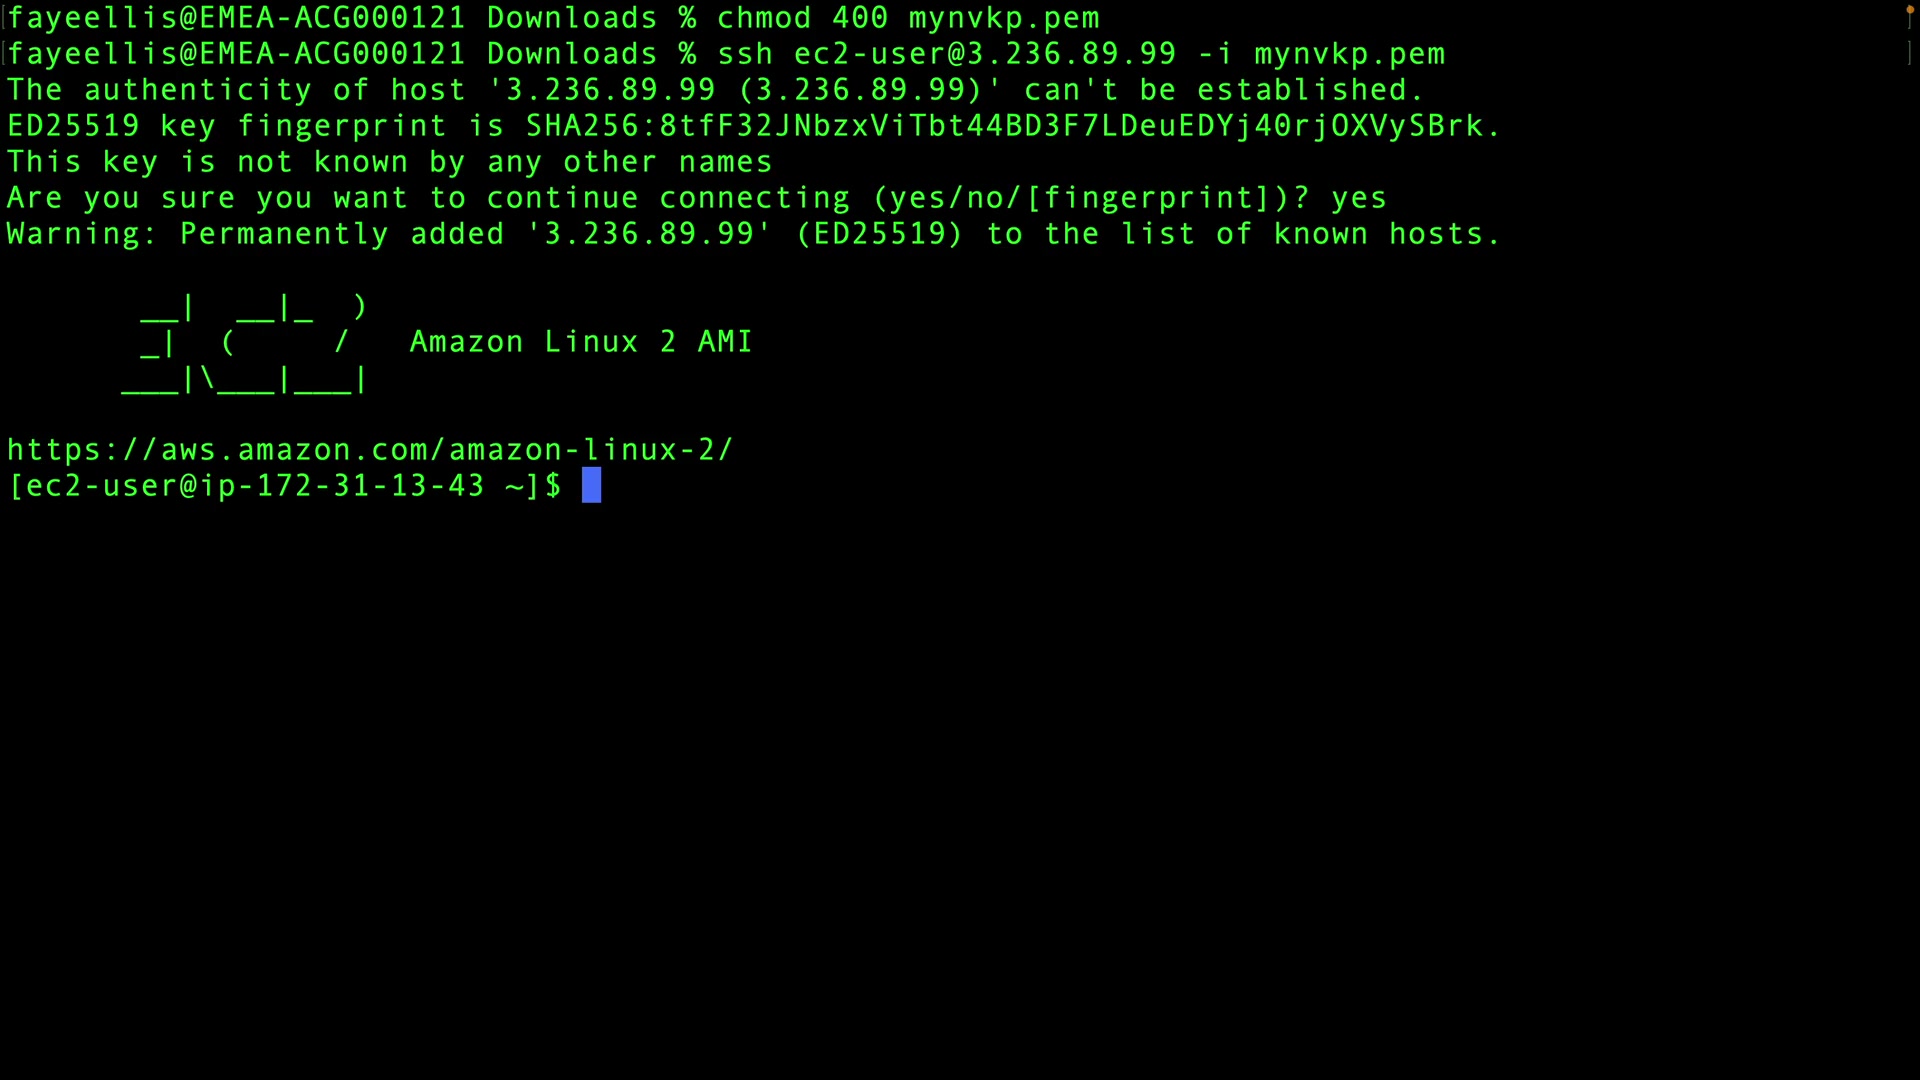 [fayeellis@EMEA-ACG000121 Downloads % chmod 400 mynvkp.pem ]
[fayeellis@EMEA-ACG000121 Downloads % ssh ec2-user@3.236.89.99 -i mynvkp.pem ]
The authenticity of host '3.236.89.99 (3.236.89.99)' can't be established.
ED25519 key fingerprint is SHA256:8tfF32JNbzxViTbt44BD3F7LDeuEDYj40rjOXVySBrk.
This key is not known by any other names
Are you sure you want to continue connecting (yes/no/[fingerprint])? yes
Warning: Permanently added '3.236.89.99' (ED25519) to the list of known hosts.
       __|  __|_  )
       _|  (     /   Amazon Linux 2 AMI
      ___|\___|___|
https://aws.amazon.com/amazon-linux-2/
[ec2-user@ip-172-31-13-43 ~]$